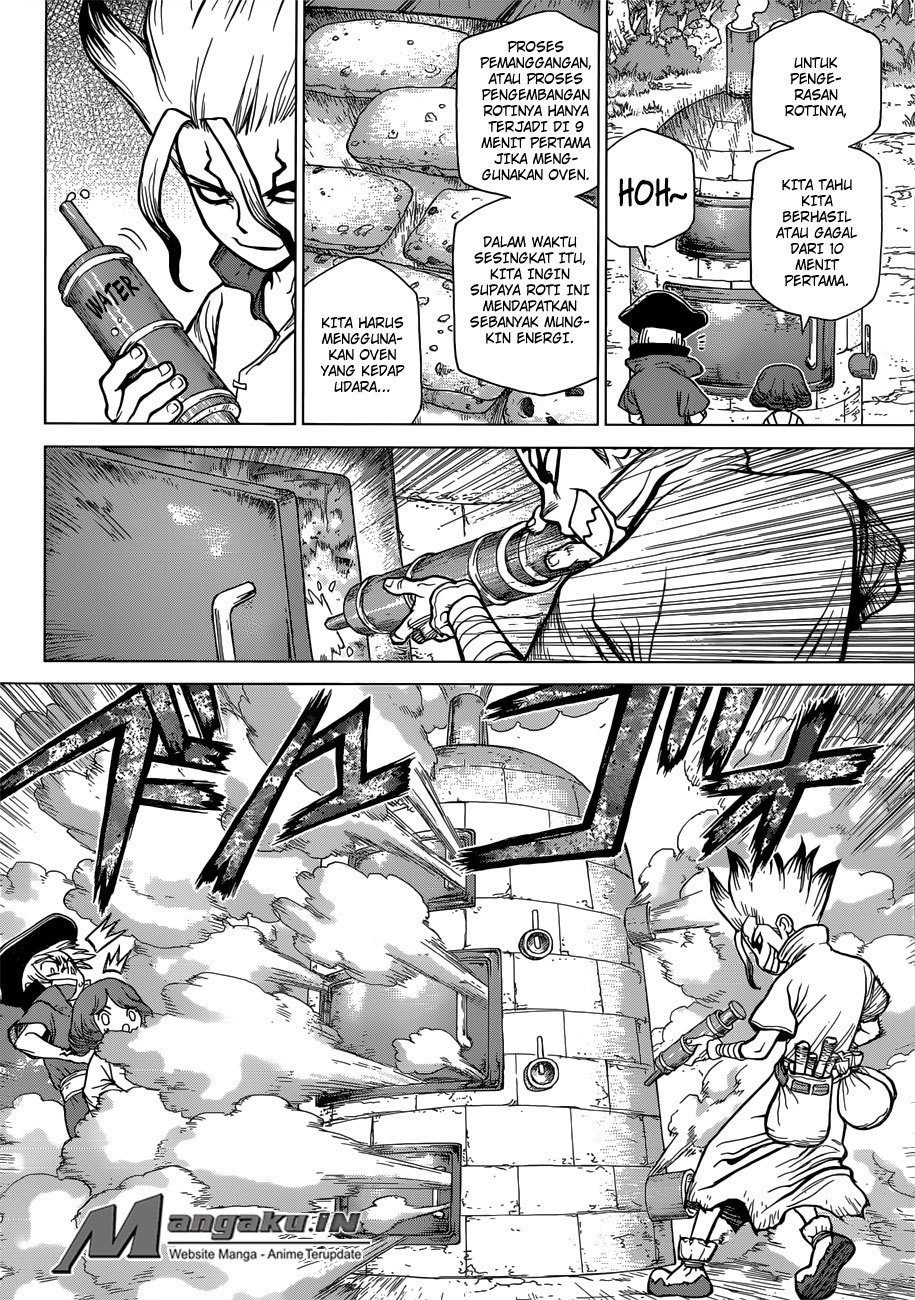 UNTUK
PENGE-
RASAN
ROTINYA,
KITA TAHU
KITA
BERHASIL
ATAU GAGAL
DARI 10
MENIT
PERTAMA.
HOH~
PROSES
PEMANGGANGAN,
ATAU PROSES
PENGEMBANGAN
ROTINYA HANYA
TERJADI DI 9
MENIT PERTAMA
JIKA MENG-
GUNAKAN OVEN.
DALAM WAKTU
SESINGKAT ITU,
KITA INGIN
SUPAYA ROTI INI
MENDAPATKAN
SEBANYAK MUNG-
KIN ENERGI.
KITA HARUS
MENGGUNA-
KAN OVEN
YANG KEDAP
UDARA...
WATER
Mangaku.IN
Website Manga - Anime Terupdate